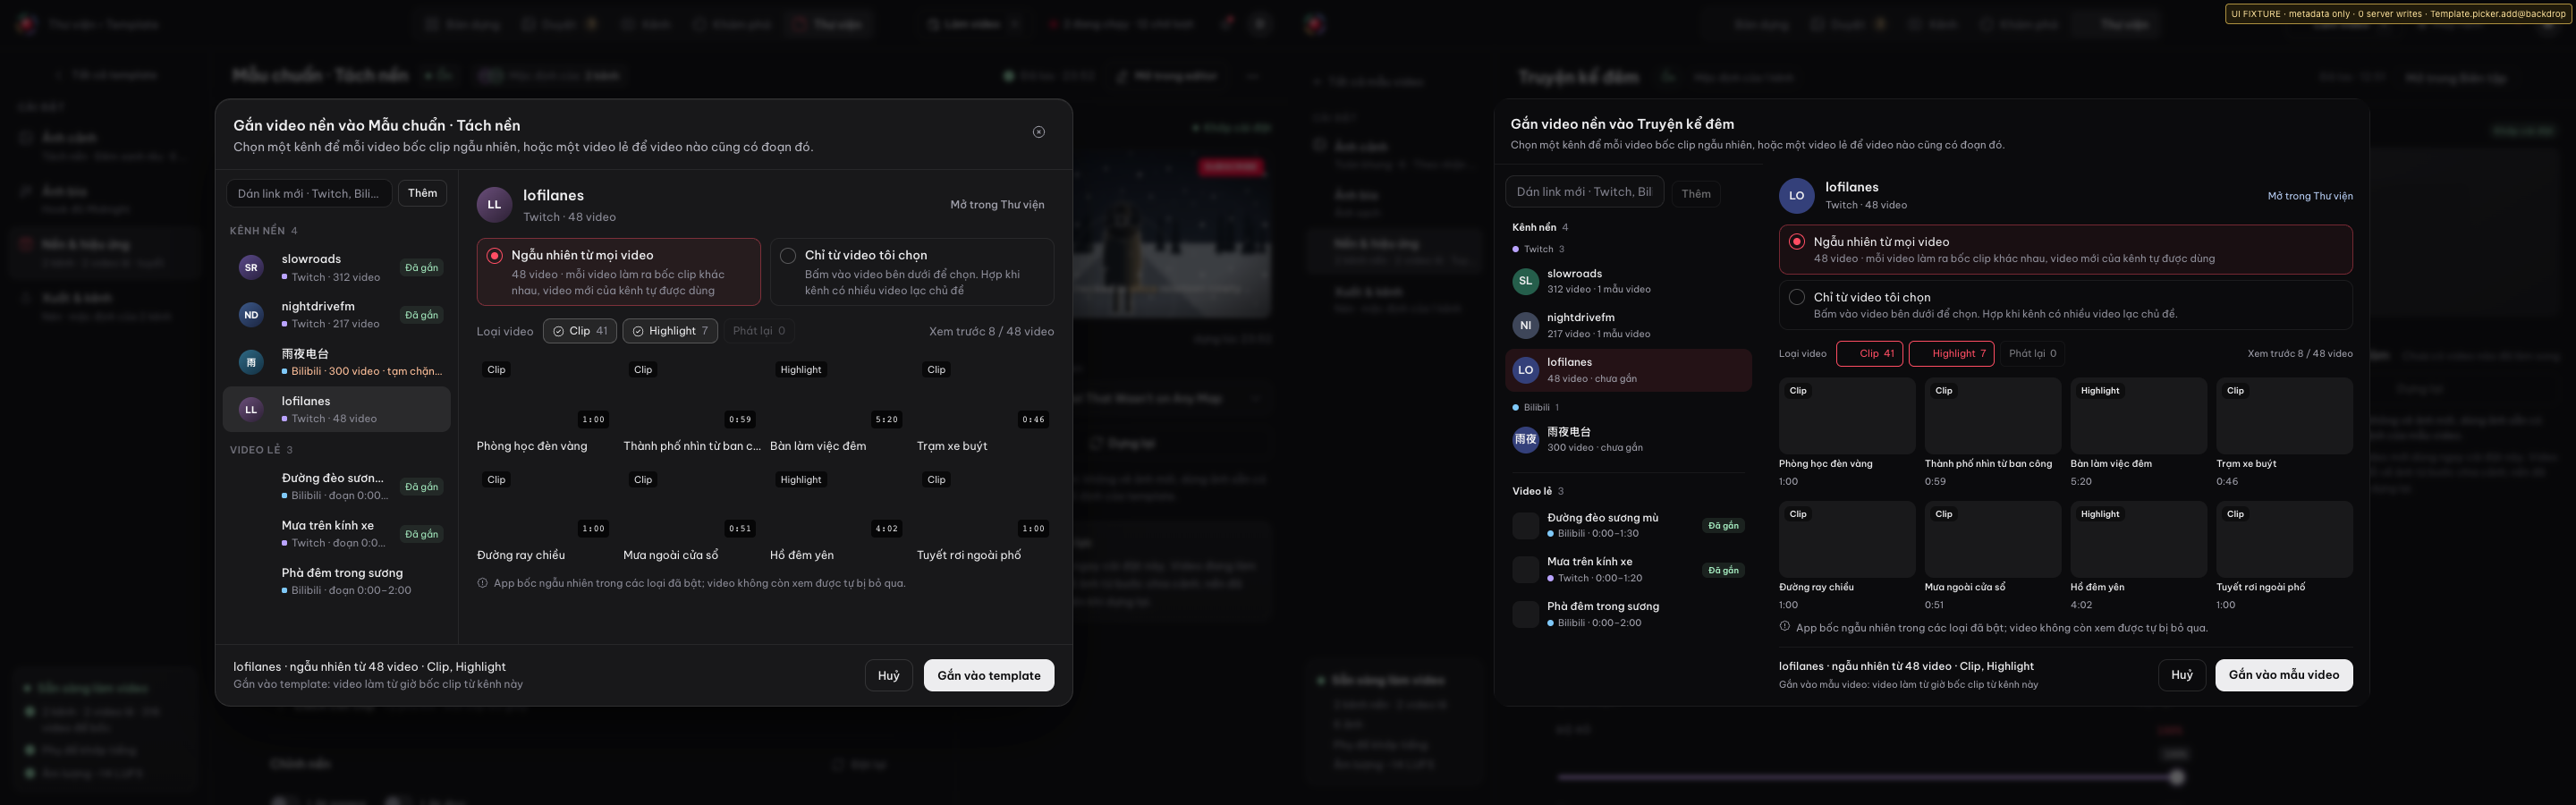 UI FIXTURE · metadata only · 0 server writes · Template.picker.add@backdrop
Gắn video nền vào Mẫu chuẩn · Tách nền
Chọn một kênh để mỗi video bốc clip ngẫu nhiên, hoặc một video lẻ để video nào cũng có đoạn đó.
Dán link mới · Twitch, Bili...
Thêm
KÊNH NỀN 4
SR
slowroads
Twitch · 312 video
Đã gắn
ND
nightdrivefm
Twitch · 217 video
Đã gắn
雨
雨夜电台
Bilibili · 300 video · tạm chặn...
LL
lofilanes
Twitch · 48 video
VIDEO LẺ 3
Đường đèo sươn...
Bilibili · đoạn 0:00...
Đã gắn
Mưa trên kính xe
Twitch · đoạn 0:0...
Đã gắn
Phà đêm trong sương
Bilibili · đoạn 0:00–2:00
LL
lofilanes
Twitch · 48 video
Mở trong Thư viện
Ngẫu nhiên từ mọi video
48 video · mỗi video làm ra bốc clip khác
nhau, video mới của kênh tự được dùng
Chỉ từ video tôi chọn
Bấm vào video bên dưới để chọn. Hợp khi
kênh có nhiều video lạc chủ đề
Loại video
Clip 41
Highlight 7
Phát lại 0
Xem trước 8 / 48 video
Clip
1:00
Phòng học đèn vàng
Clip
0:59
Thành phố nhìn từ ban c...
Highlight
5:20
Bàn làm việc đêm
Clip
0:46
Trạm xe buýt
Clip
1:00
Đường ray chiều
Clip
0:51
Mưa ngoài cửa sổ
Highlight
4:02
Hồ đêm yên
Clip
1:00
Tuyết rơi ngoài phố
App bốc ngẫu nhiên trong các loại đã bật; video không còn xem được tự bị bỏ qua.
lofilanes · ngẫu nhiên từ 48 video · Clip, Highlight
Gắn vào template: video làm từ giờ bốc clip từ kênh này
Huỷ
Gắn vào template
Gắn video nền vào Truyện kể đêm
Chọn một kênh để mỗi video bốc clip ngẫu nhiên, hoặc một video lẻ để video nào cũng có đoạn đó.
Dán link mới · Twitch, Bil
Thêm
Kênh nền 4
Twitch 3
SL
slowroads
312 video · 1 mẫu video
NI
nightdrivefm
217 video · 1 mẫu video
LO
lofilanes
48 video · chưa gắn
Bilibili 1
雨夜
雨夜电台
300 video · chưa gắn
Video lẻ 3
Đường đèo sương mù
Bilibili · 0:00–1:30
Đã gắn
Mưa trên kính xe
Twitch · 0:00–1:20
Đã gắn
Phà đêm trong sương
Bilibili · 0:00–2:00
LO
lofilanes
Twitch · 48 video
Mở trong Thư viện
Ngẫu nhiên từ mọi video
48 video · mỗi video làm ra bốc clip khác nhau, video mới của kênh tự được dùng
Chỉ từ video tôi chọn
Bấm vào video bên dưới để chọn. Hợp khi kênh có nhiều video lạc chủ đề.
Loại video
Clip 41
Highlight 7
Phát lại 0
Xem trước 8 / 48 video
Clip
Phòng học đèn vàng
1:00
Clip
Thành phố nhìn từ ban công
0:59
Highlight
Bàn làm việc đêm
5:20
Clip
Trạm xe buýt
0:46
Clip
Đường ray chiều
1:00
Clip
Mưa ngoài cửa sổ
0:51
Highlight
Hồ đêm yên
4:02
Clip
Tuyết rơi ngoài phố
1:00
App bốc ngẫu nhiên trong các loại đã bật; video không còn xem được tự bị bỏ qua.
lofilanes · ngẫu nhiên từ 48 video · Clip, Highlight
Gắn vào mẫu video: video làm từ giờ bốc clip từ kênh này
Huỷ
Gắn vào mẫu video